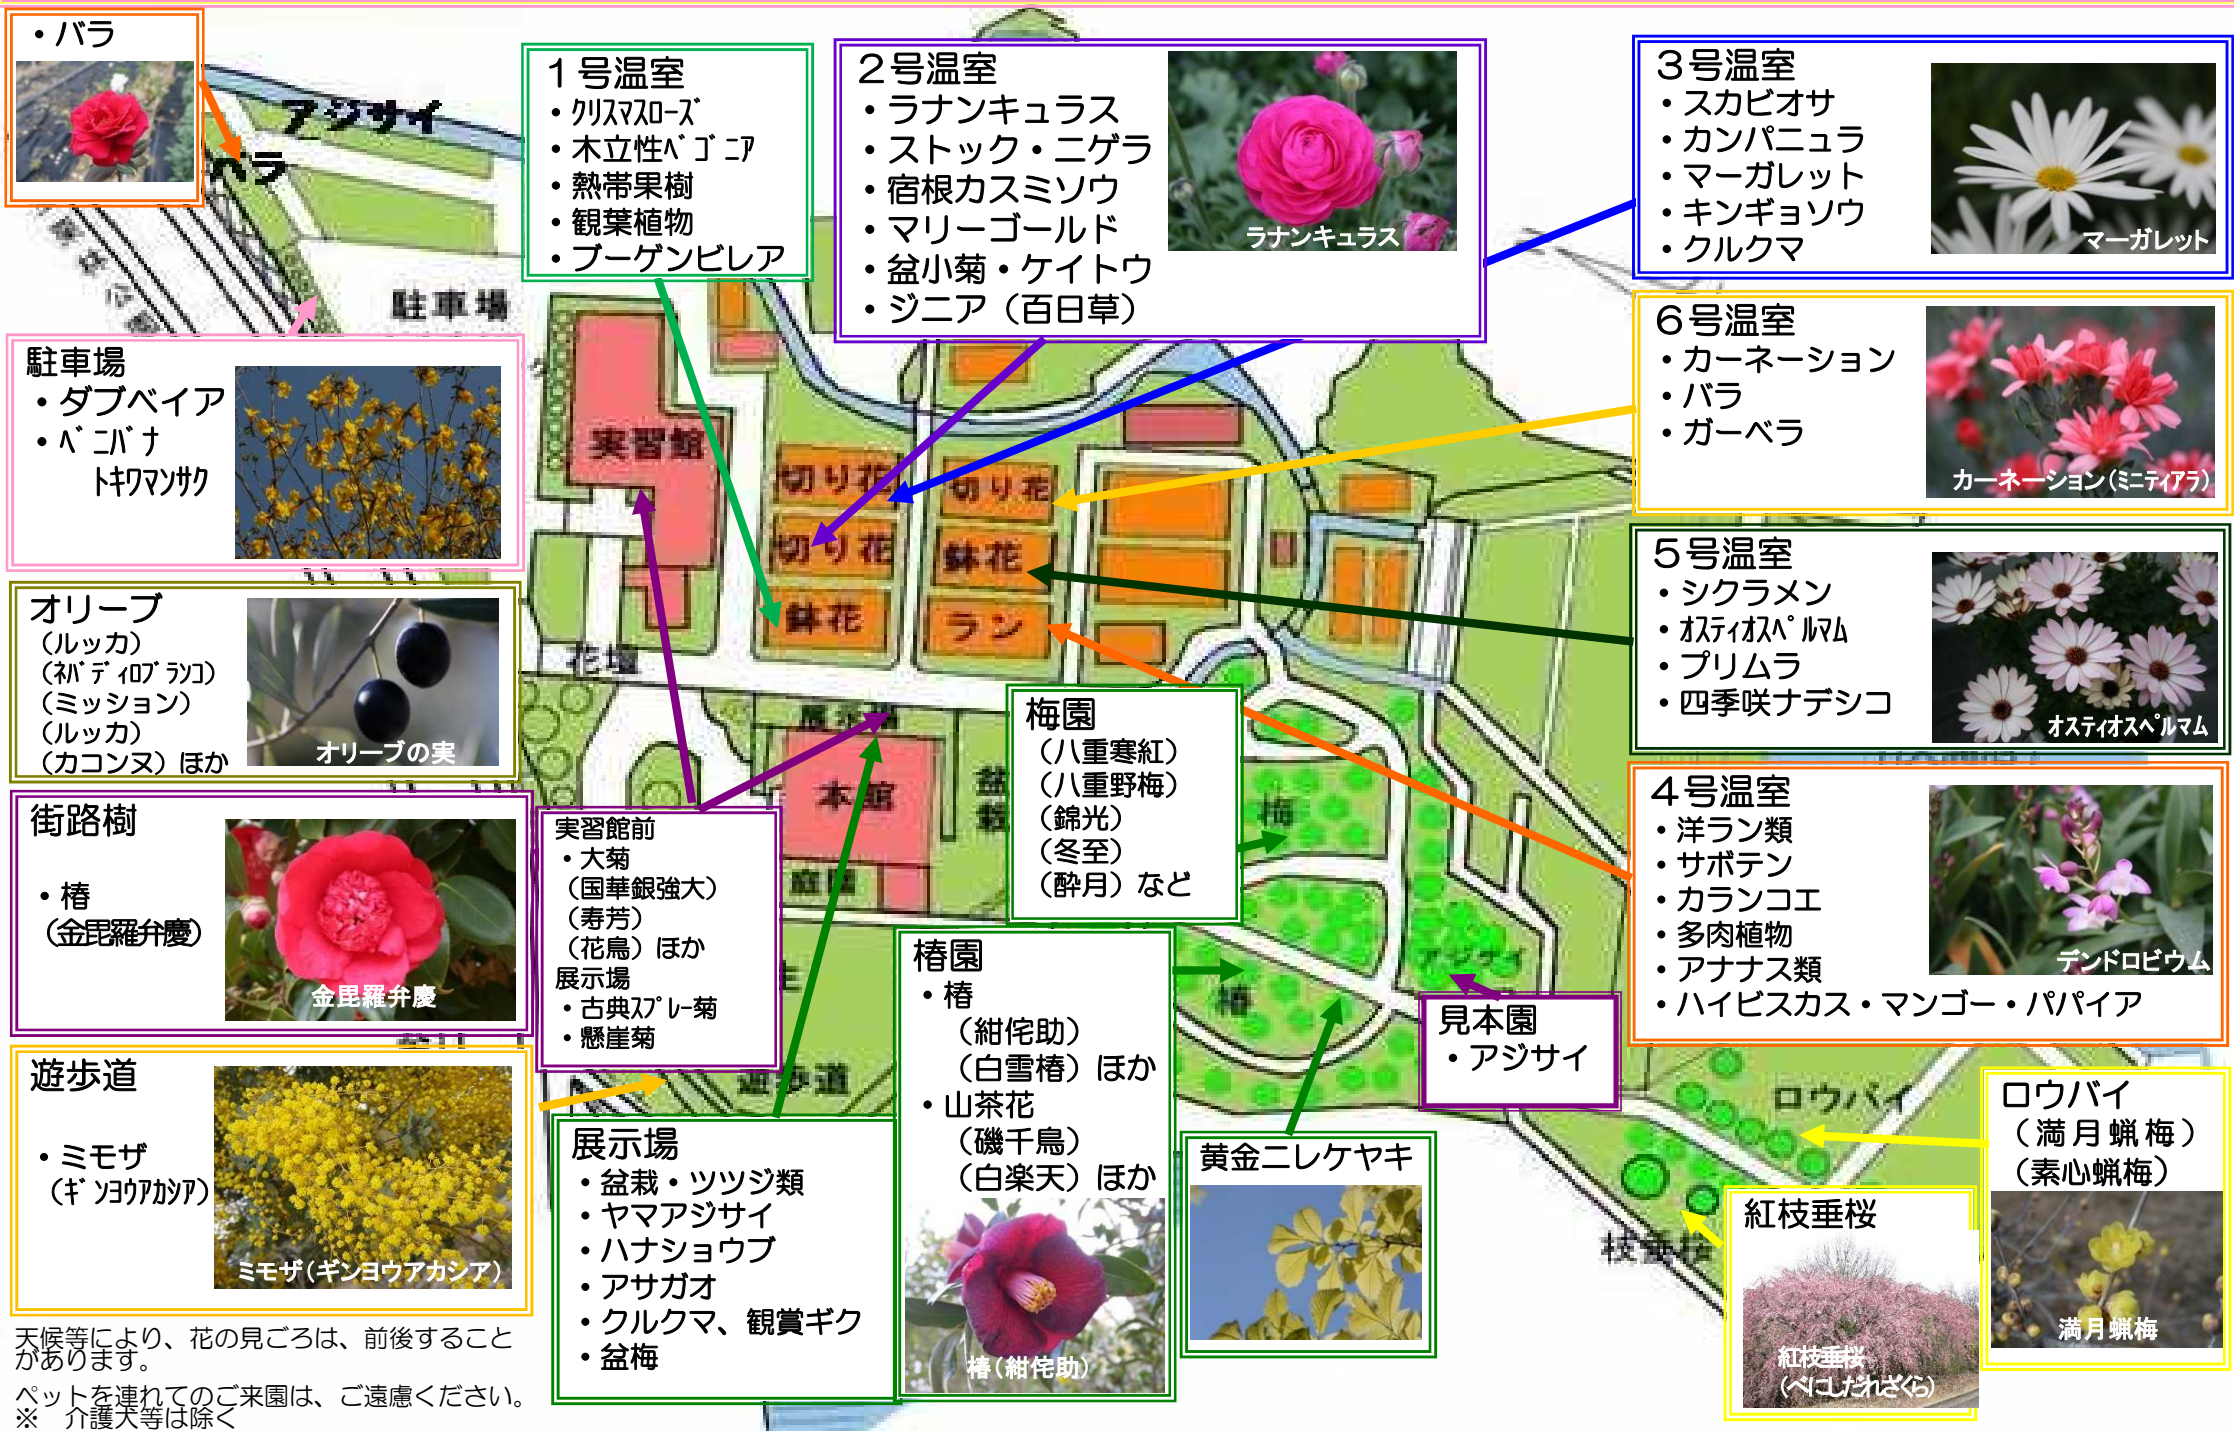 ・バラ
アジサイ
バラ
駐車場
1号温室
・クリスマスローズ
・木立性ベゴニア
・熱帯果樹
・観葉植物
・ブーゲンビレア
2号温室
・ラナンキュラス
・ストック・ニゲラ
・宿根カスミソウ
・マリーゴールド
・盆小菊・ケイトウ
・ジニア（百日草）
ラナンキュラス
3号温室
・スカビオサ
・カンパニュラ
・マーガレット
・キンギョソウ
・クルクマ
マーガレット
6号温室
・カーネーション
・バラ
・ガーベラ
カーネーション（ミニティアラ）
5号温室
・シクラメン
・オスティオスペルマム
・プリムラ
・四季咲ナデシコ
オスティオスペルマム
4号温室
・洋ラン類
・サボテン
・カランコエ
・多肉植物
・アナナス類
・ハイビスカス・マンゴー・パパイア
デンドロビウム
駐車場
・ダブベイア
・ベニバナ
トキワマンサク
オリーブ
（ルッカ）
（ネバディロブランコ）
（ミッション）
（ルッカ）
（カコンヌ）ほか
オリーブの実
街路樹
・椿
（金毘羅弁慶）
金毘羅弁慶
遊歩道
・ミモザ
（ギンヨウアカシア）
ミモザ（ギンヨウアカシア）
実習館
切り花
切り花
切り花
鉢花
鉢花
ラン
花壇
展示場
本館
盆栽
庭園
梅
椿
アジサイ
遊歩道
ロウバイ
枝垂桜
実習館前
・大菊
（国華銀強大）
（寿芳）
（花鳥）ほか
展示場
・古典スプレー菊
・懸崖菊
梅園
（八重寒紅）
（八重野梅）
（錦光）
（冬至）
（酔月）など
椿園
・椿
（紺侘助）
（白雪椿）ほか
・山茶花
（磯千鳥）
（白楽天）ほか
椿（紺侘助）
展示場
・盆栽・ツツジ類
・ヤマアジサイ
・ハナショウブ
・アサガオ
・クルクマ、観賞ギク
・盆梅
黄金ニレケヤキ
見本園
・アジサイ
紅枝垂桜
紅枝垂桜
（べにしだれざくら）
ロウバイ
（満月蝋梅）
（素心蝋梅）
満月蝋梅
天候等により、花の見ごろは、前後すること
があります。
ペットを連れてのご来園は、ご遠慮ください。
※　介護犬等は除く